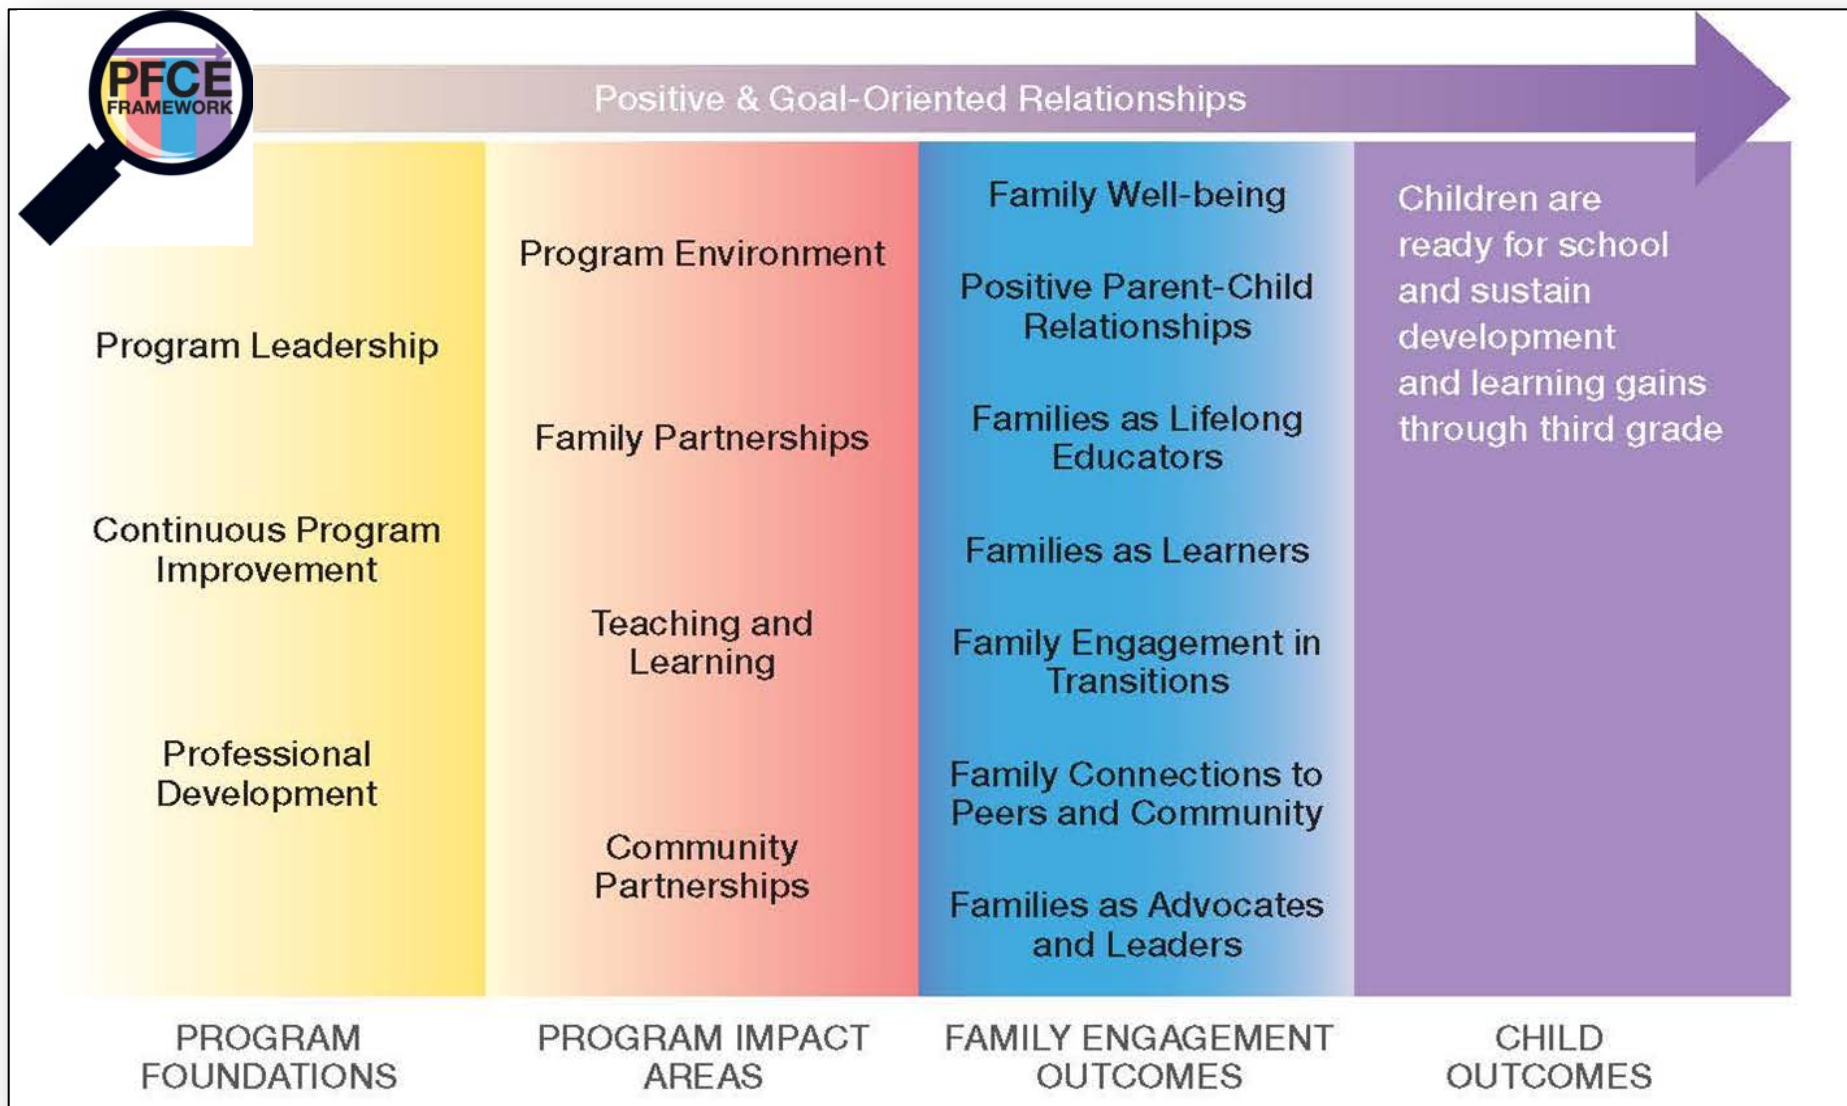 PFCE
FRAMEWORK
Positive & Goal-Oriented Relationships
Program Leadership
Continuous Program
Improvement
Professional
Development
PROGRAM
FOUNDATIONS
Program Environment
Family Partnerships
Teaching and
Learning
Community
Partnerships
PROGRAM IMPACT
AREAS
Family Well-being
Positive Parent-Child
Relationships
Families as Lifelong
Educators
Families as Learners
Family Engagement in
Transitions
Family Connections to
Peers and Community
Families as Advocates
and Leaders
FAMILY ENGAGEMENT
OUTCOMES
Children are
ready for school
and sustain
development
and learning gains
through third grade
CHILD
OUTCOMES